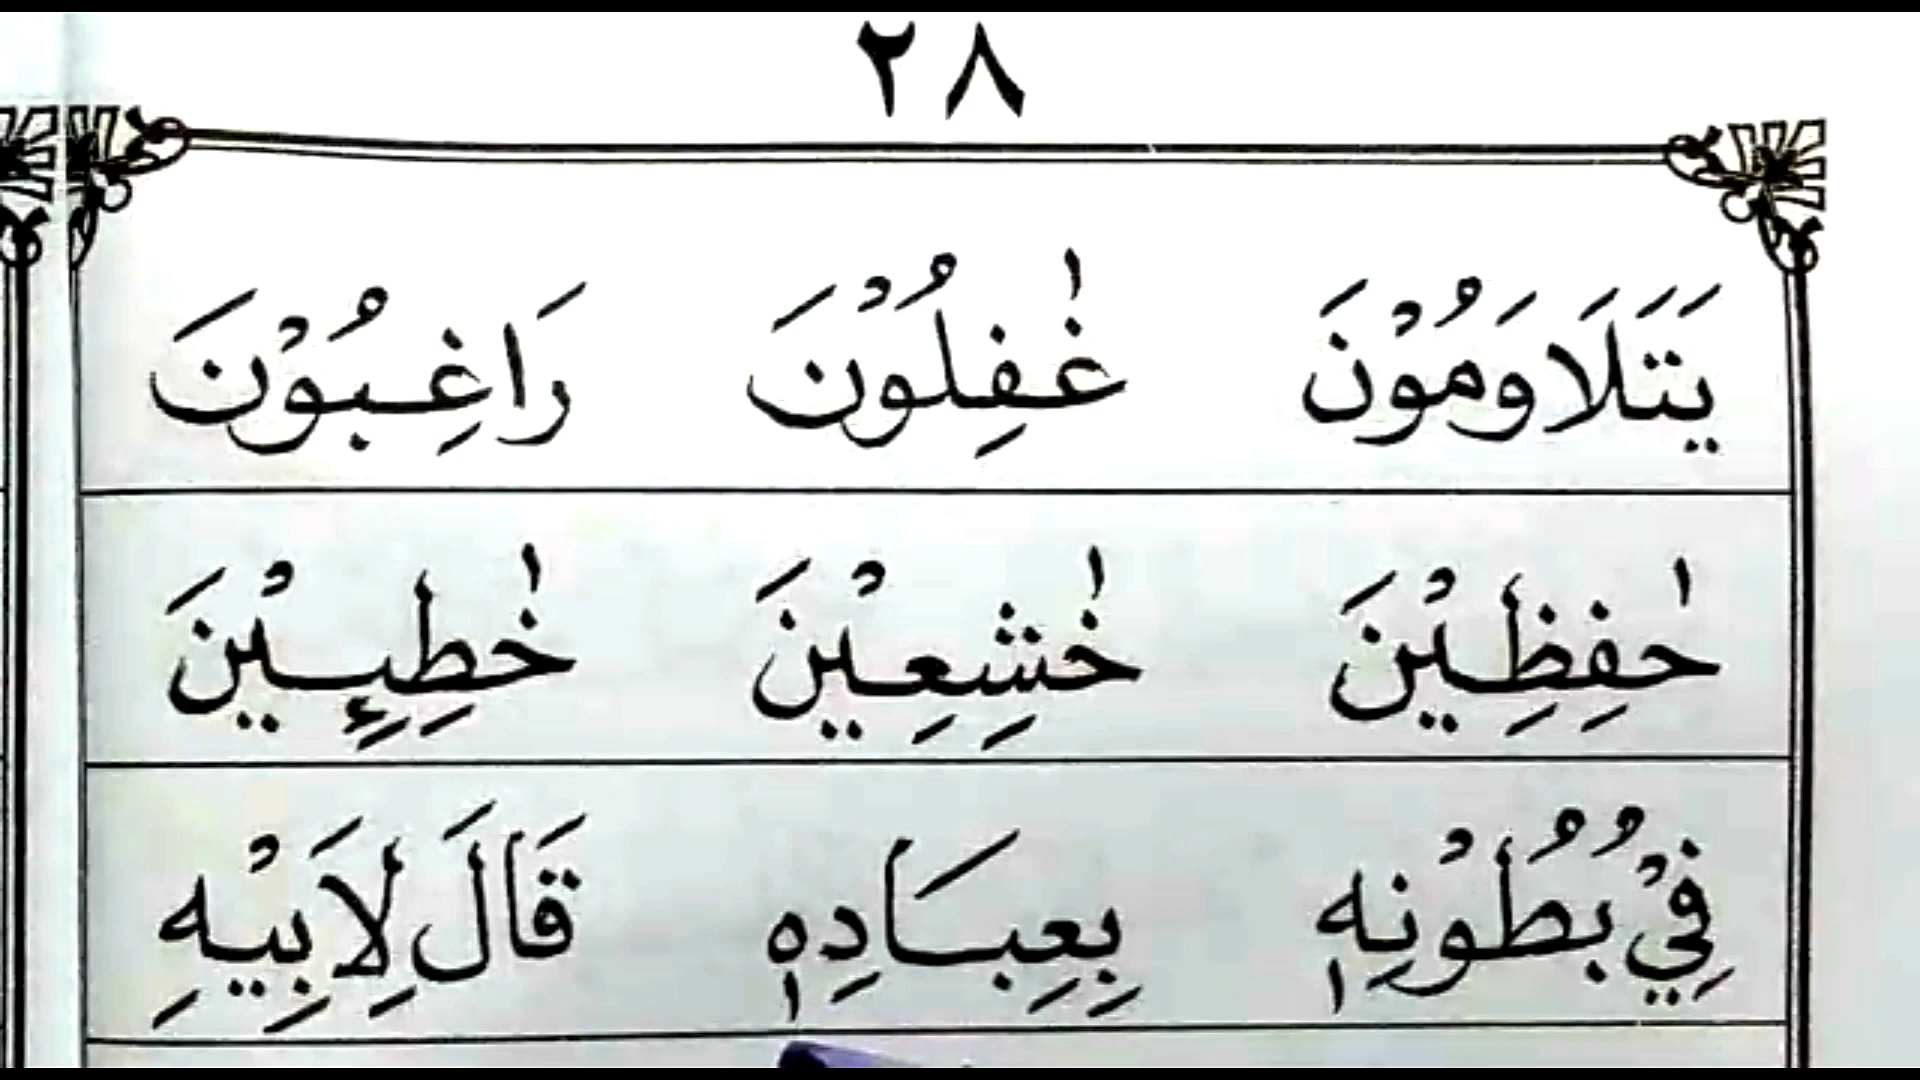 ٢٨
يَتَلَاوَمُوْنَ غٰفِلُوْنَ رَاغِبُوْنَ
حٰفِظِيْنَ خٰشِعِيْنَ خٰطِـِٕيْنَ
فِيْ بُطُوْنِهٖ بِعِبَادِهٖ قَالَ لِاَبِيْهِ